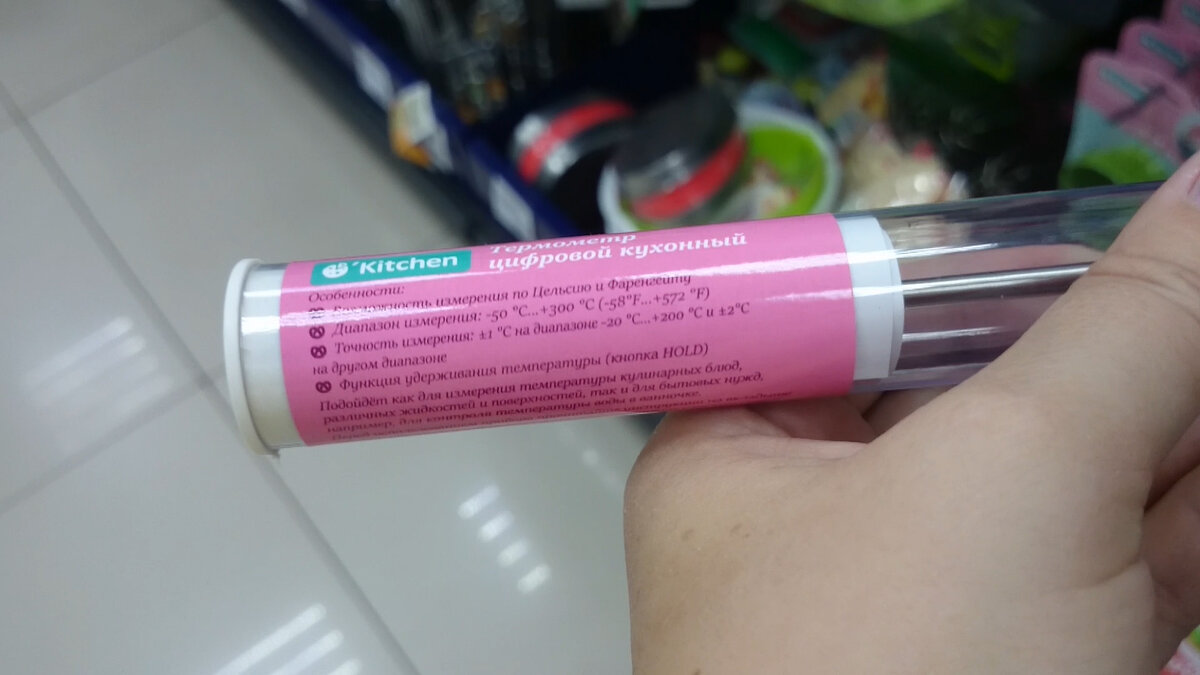 'Kitchen
Термометр
цифровой кухонный
Особенности:
Возможность измерения по Цельсию и Фаренгейту
Диапазон измерения: -50 °C...+300 °C (-58°F...+572 °F)
Точность измерения: ±1 °C на диапазоне -20 °C...+200 °C и ±2°C
на другом диапазоне
Функция удерживания температуры (кнопка HOLD)
Подойдёт как для измерения температуры кулинарных блюд,
различных жидкостей и поверхностей, так и для бытовых нужд,
например, для контроля температуры воды в ванночке.
Перед использованием